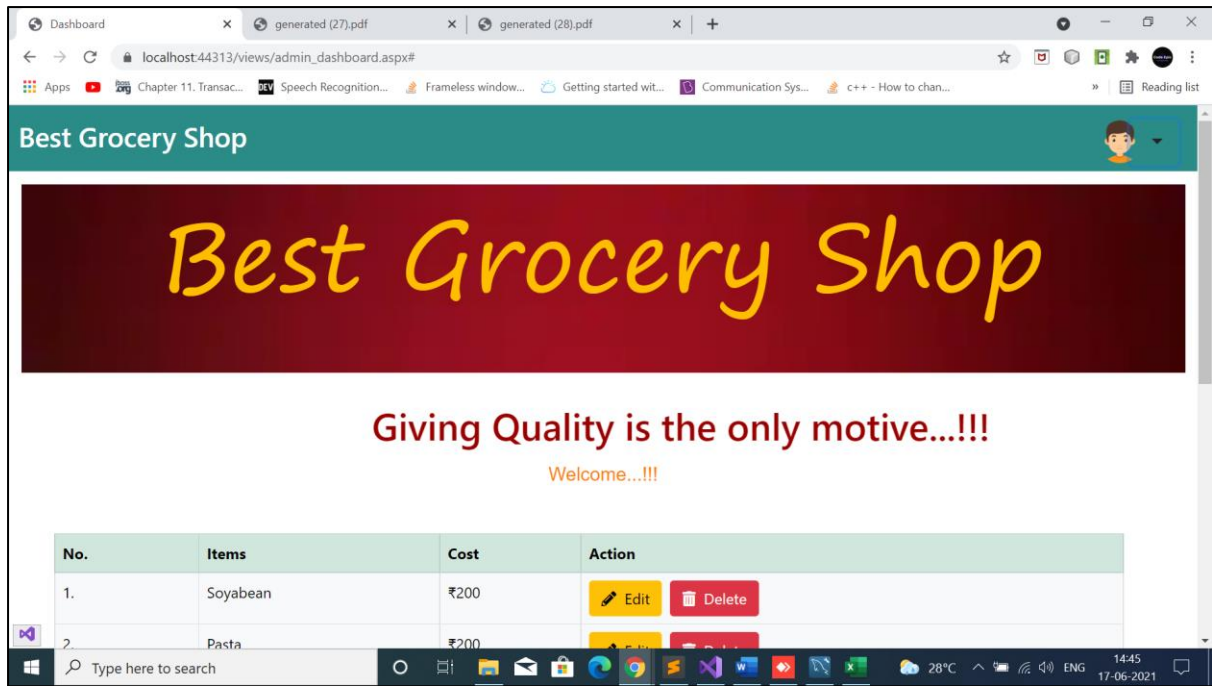 Dashboard generated (27).pdf generated (28).pdf
localhost:44313/views/admin_dashboard.aspx#
Apps Chapter 11. Transac... DEV Speech Recognition... Frameless window... Getting started wit... Communication Sys... c++ - How to chan... » Reading list
Best Grocery Shop
Best Grocery Shop
Giving Quality is the only motive...!!!
Welcome...!!!
No. Items Cost Action
1. Soyabean ₹200 Edit Delete
2. Pasta ₹200 Edit Delete
Type here to search 28°C ENG 14:45
17-06-2021